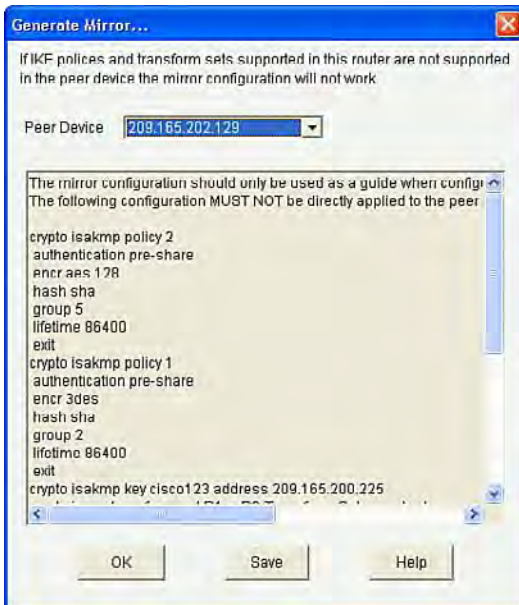 Generate Mirror...
If IKE polices and transform sets supported in this router are not supported
in the peer device the mirror configuration will not work
Peer Device 209.165.202.129
The mirror configuration should only be used as a guide when configu
The following configuration MUST NOT be directly applied to the peer
crypto isakmp policy 2
authentication pre-share
encr aes 128
hash sha
group 5
lifetime 86400
exit
crypto isakmp policy 1
authentication pre-share
encr 3des
hash sha
group 2
lifetime 86400
exit
crypto isakmp key cisco123 address 209.165.200.225
OK Save Help